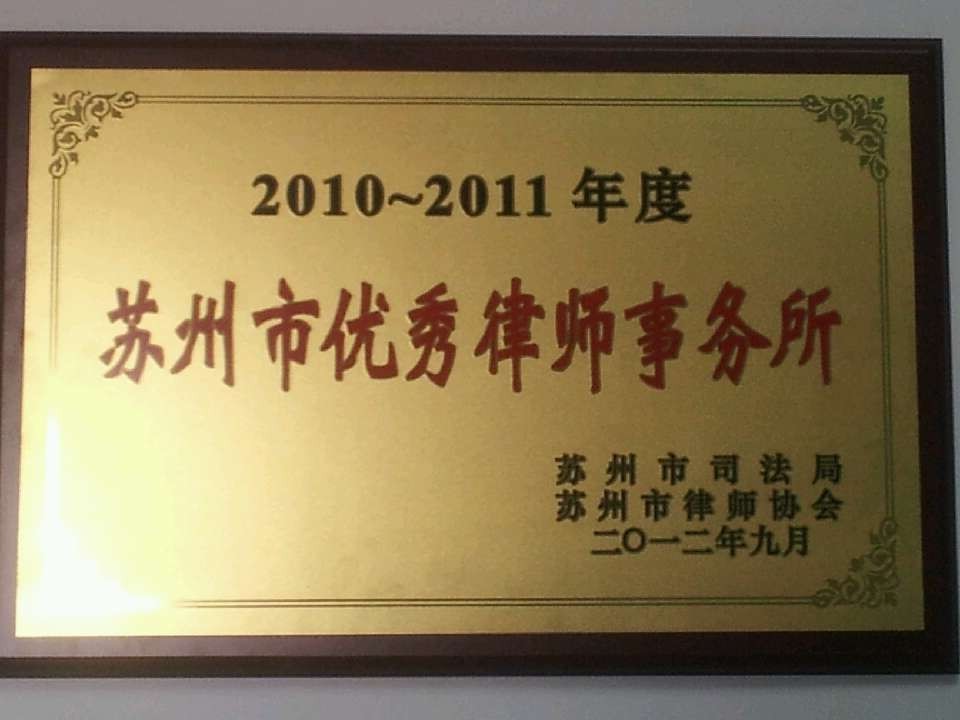 2010~2011年度
苏州市优秀律师事务所
苏州市司法局
苏州市律师协会
二〇一二年九月